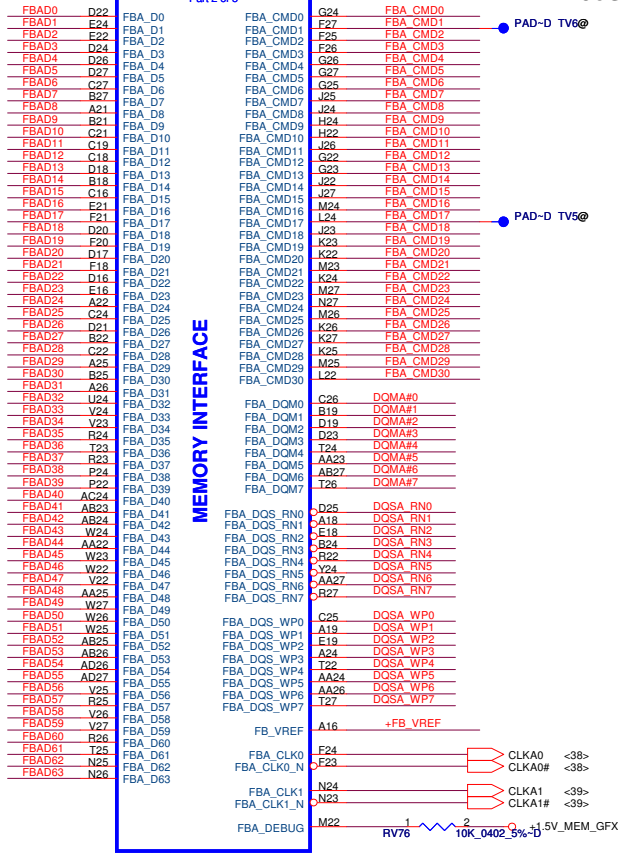 FBAD0 D22 FBA_D0 FBA_CMD0 G24 FBA_CMD0
FBAD1 E24 FBA_D1 FBA_CMD1 F27 FBA_CMD1 PAD~D TV6@
FBAD2 E22 FBA_D2 FBA_CMD2 F25 FBA_CMD2
FBAD3 D24 FBA_D3 FBA_CMD3 F26 FBA_CMD3
FBAD4 D26 FBA_D4 FBA_CMD4 G26 FBA_CMD4
FBAD5 D27 FBA_D5 FBA_CMD5 G27 FBA_CMD5
FBAD6 C27 FBA_D6 FBA_CMD6 G25 FBA_CMD6
FBAD7 B27 FBA_D7 FBA_CMD7 J25 FBA_CMD7
FBAD8 A21 FBA_D8 FBA_CMD8 J24 FBA_CMD8
FBAD9 B21 FBA_D9 FBA_CMD9 H24 FBA_CMD9
FBAD10 C21 FBA_D10 FBA_CMD10 H22 FBA_CMD10
FBAD11 C19 FBA_D11 FBA_CMD11 J26 FBA_CMD11
FBAD12 C18 FBA_D12 FBA_CMD12 G22 FBA_CMD12
FBAD13 D18 FBA_D13 FBA_CMD13 G23 FBA_CMD13
FBAD14 B18 FBA_D14 FBA_CMD14 J22 FBA_CMD14
FBAD15 C16 FBA_D15 FBA_CMD15 J27 FBA_CMD15
FBAD16 E21 FBA_D16 FBA_CMD16 M24 FBA_CMD16
FBAD17 F21 FBA_D17 FBA_CMD17 L24 FBA_CMD17 PAD~D TV5@
FBAD18 D20 FBA_D18 FBA_CMD18 J23 FBA_CMD18
FBAD19 F20 FBA_D19 FBA_CMD19 K23 FBA_CMD19
FBAD20 D17 FBA_D20 FBA_CMD20 K22 FBA_CMD20
FBAD21 F18 FBA_D21 FBA_CMD21 M23 FBA_CMD21
FBAD22 D16 FBA_D22 FBA_CMD22 K24 FBA_CMD22
FBAD23 E16 FBA_D23 FBA_CMD23 M27 FBA_CMD23
FBAD24 A22 FBA_D24 FBA_CMD24 N27 FBA_CMD24
FBAD25 C24 FBA_D25 FBA_CMD25 M26 FBA_CMD25
FBAD26 D21 FBA_D26 FBA_CMD26 K26 FBA_CMD26
FBAD27 B22 FBA_D27 FBA_CMD27 K27 FBA_CMD27
FBAD28 C22 FBA_D28 FBA_CMD28 K25 FBA_CMD28
FBAD29 A25 FBA_D29 FBA_CMD29 M25 FBA_CMD29
FBAD30 B25 FBA_D30 FBA_CMD30 L22 FBA_CMD30
FBAD31 A26 FBA_D31
FBAD32 U24 FBA_D32 FBA_DQM0 C26 DQMA#0
FBAD33 V24 FBA_D33 FBA_DQM1 B19 DQMA#1
FBAD34 V23 FBA_D34 FBA_DQM2 D19 DQMA#2
FBAD35 R24 FBA_D35 FBA_DQM3 D23 DQMA#3
FBAD36 T23 FBA_D36 FBA_DQM4 T24 DQMA#4
FBAD37 R23 FBA_D37 FBA_DQM5 AA23 DQMA#5
FBAD38 P24 FBA_D38 FBA_DQM6 AB27 DQMA#6
FBAD39 P22 FBA_D39 FBA_DQM7 T26 DQMA#7
FBAD40 AC24 FBA_D40
FBAD41 AB23 FBA_D41 FBA_DQS_RN0 D25 DQSA_RN0
FBAD42 AB24 FBA_D42 FBA_DQS_RN1 A18 DQSA_RN1
FBAD43 W24 FBA_D43 FBA_DQS_RN2 E18 DQSA_RN2
FBAD44 AA22 FBA_D44 FBA_DQS_RN3 B24 DQSA_RN3
FBAD45 W23 FBA_D45 FBA_DQS_RN4 R22 DQSA_RN4
FBAD46 W22 FBA_D46 FBA_DQS_RN5 Y24 DQSA_RN5
FBAD47 V22 FBA_D47 FBA_DQS_RN6 AA27 DQSA_RN6
FBAD48 AA25 FBA_D48 FBA_DQS_RN7 R27 DQSA_RN7
FBAD49 W27 FBA_D49
FBAD50 W26 FBA_D50 FBA_DQS_WP0 C25 DQSA_WP0
FBAD51 W25 FBA_D51 FBA_DQS_WP1 A19 DQSA_WP1
FBAD52 AB25 FBA_D52 FBA_DQS_WP2 E19 DQSA_WP2
FBAD53 AB26 FBA_D53 FBA_DQS_WP3 A24 DQSA_WP3
FBAD54 AD26 FBA_D54 FBA_DQS_WP4 T22 DQSA_WP4
FBAD55 AD27 FBA_D55 FBA_DQS_WP5 AA24 DQSA_WP5
FBAD56 V25 FBA_D56 FBA_DQS_WP6 AA26 DQSA_WP6
FBAD57 R25 FBA_D57 FBA_DQS_WP7 T27 DQSA_WP7
FBAD58 V26 FBA_D58
FBAD59 V27 FBA_D59 FB_VREF A16 +FB_VREF
FBAD60 R26 FBA_D60
FBAD61 T25 FBA_D61 FBA_CLK0 F24 CLKA0 <38>
FBAD62 N25 FBA_D62 FBA_CLK0_N F23 CLKA0# <38>
FBAD63 N26 FBA_D63
FBA_CLK1 N24 CLKA1 <39>
FBA_CLK1_N N23 CLKA1# <39>
FBA_DEBUG M22 1 2 +1.5V_MEM_GFX
RV76 10K_0402_5%~D
MEMORY INTERFACE